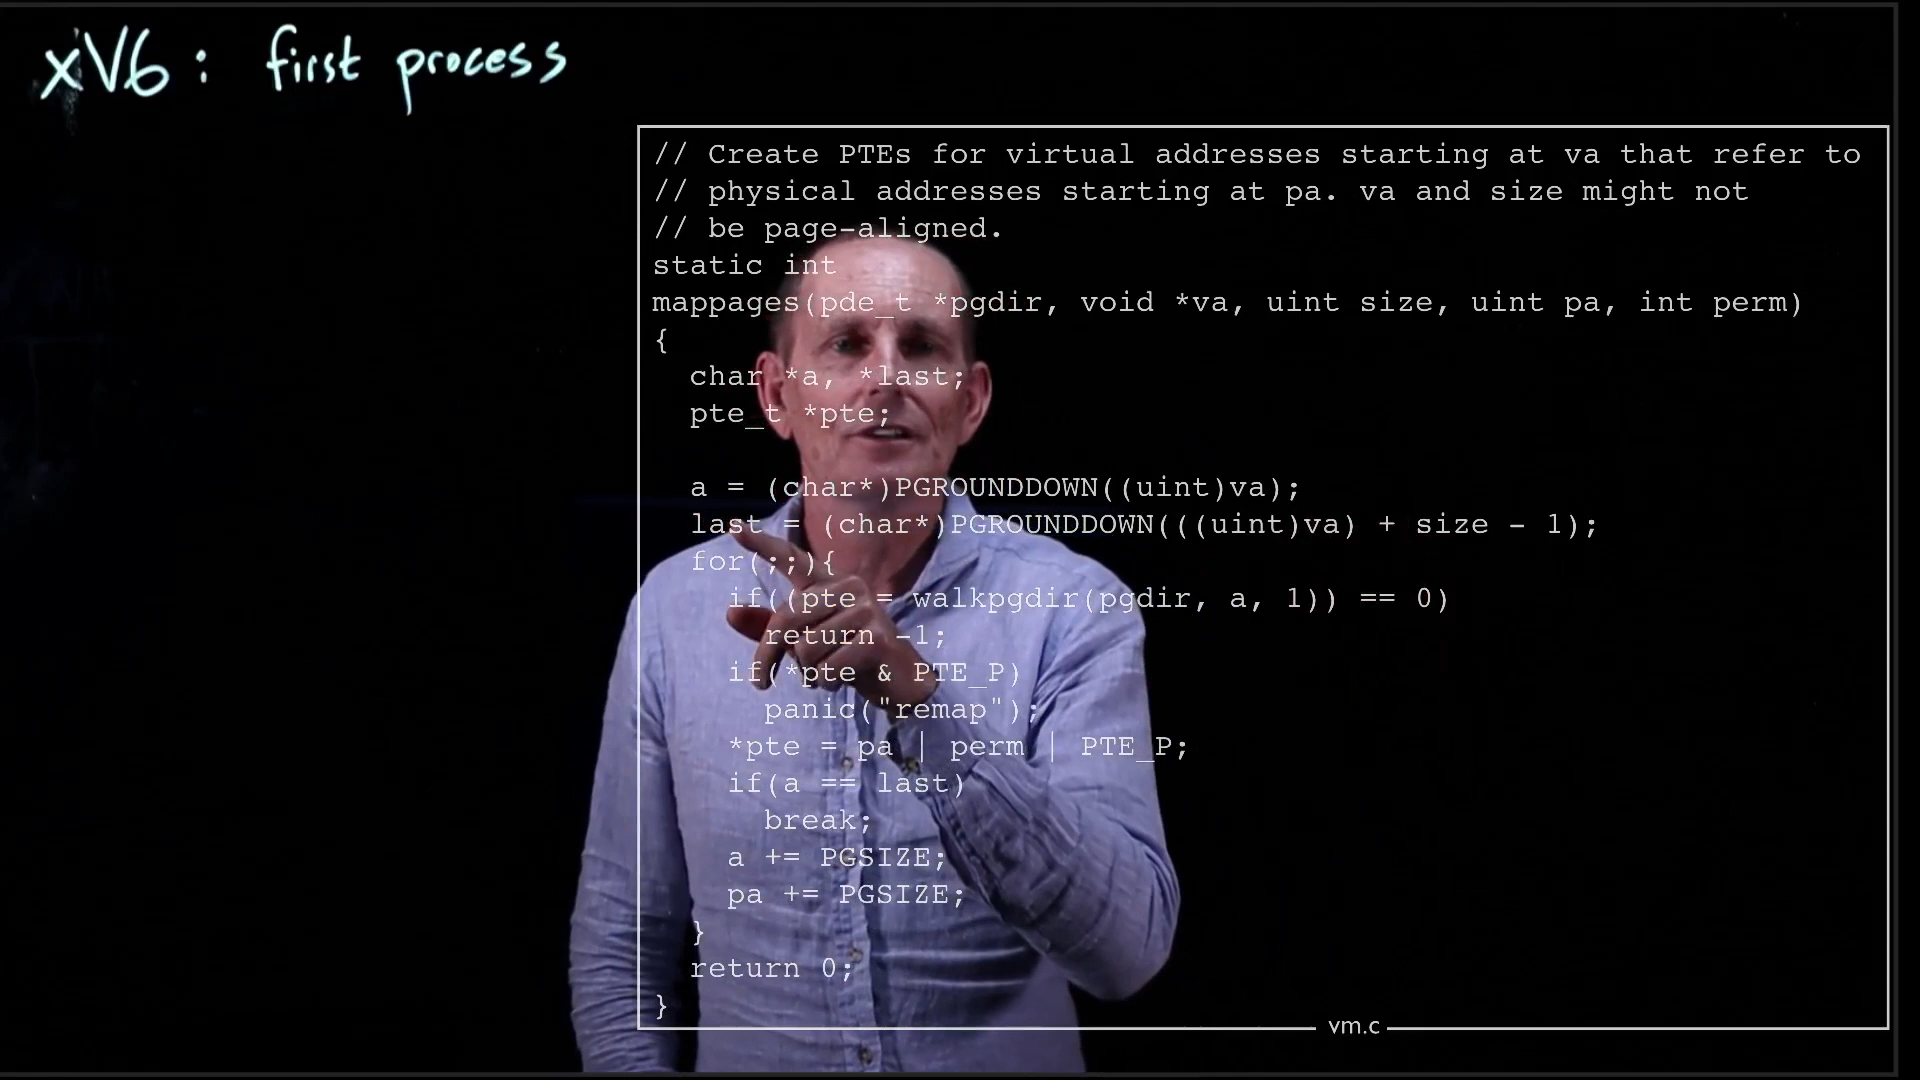 xV6: first process
// Create PTEs for virtual addresses starting at va that refer to
// physical addresses starting at pa. va and size might not
// be page-aligned.
static int
mappages(pde_t *pgdir, void *va, uint size, uint pa, int perm)
{
  char *a, *last;
  pte_t *pte;

  a = (char*)PGROUNDDOWN((uint)va);
  last = (char*)PGROUNDDOWN(((uint)va) + size - 1);
  for(;;){
    if((pte = walkpgdir(pgdir, a, 1)) == 0)
      return -1;
    if(*pte & PTE_P)
      panic("remap");
    *pte = pa | perm | PTE_P;
    if(a == last)
      break;
    a += PGSIZE;
    pa += PGSIZE;
  }
  return 0;
}
vm.c